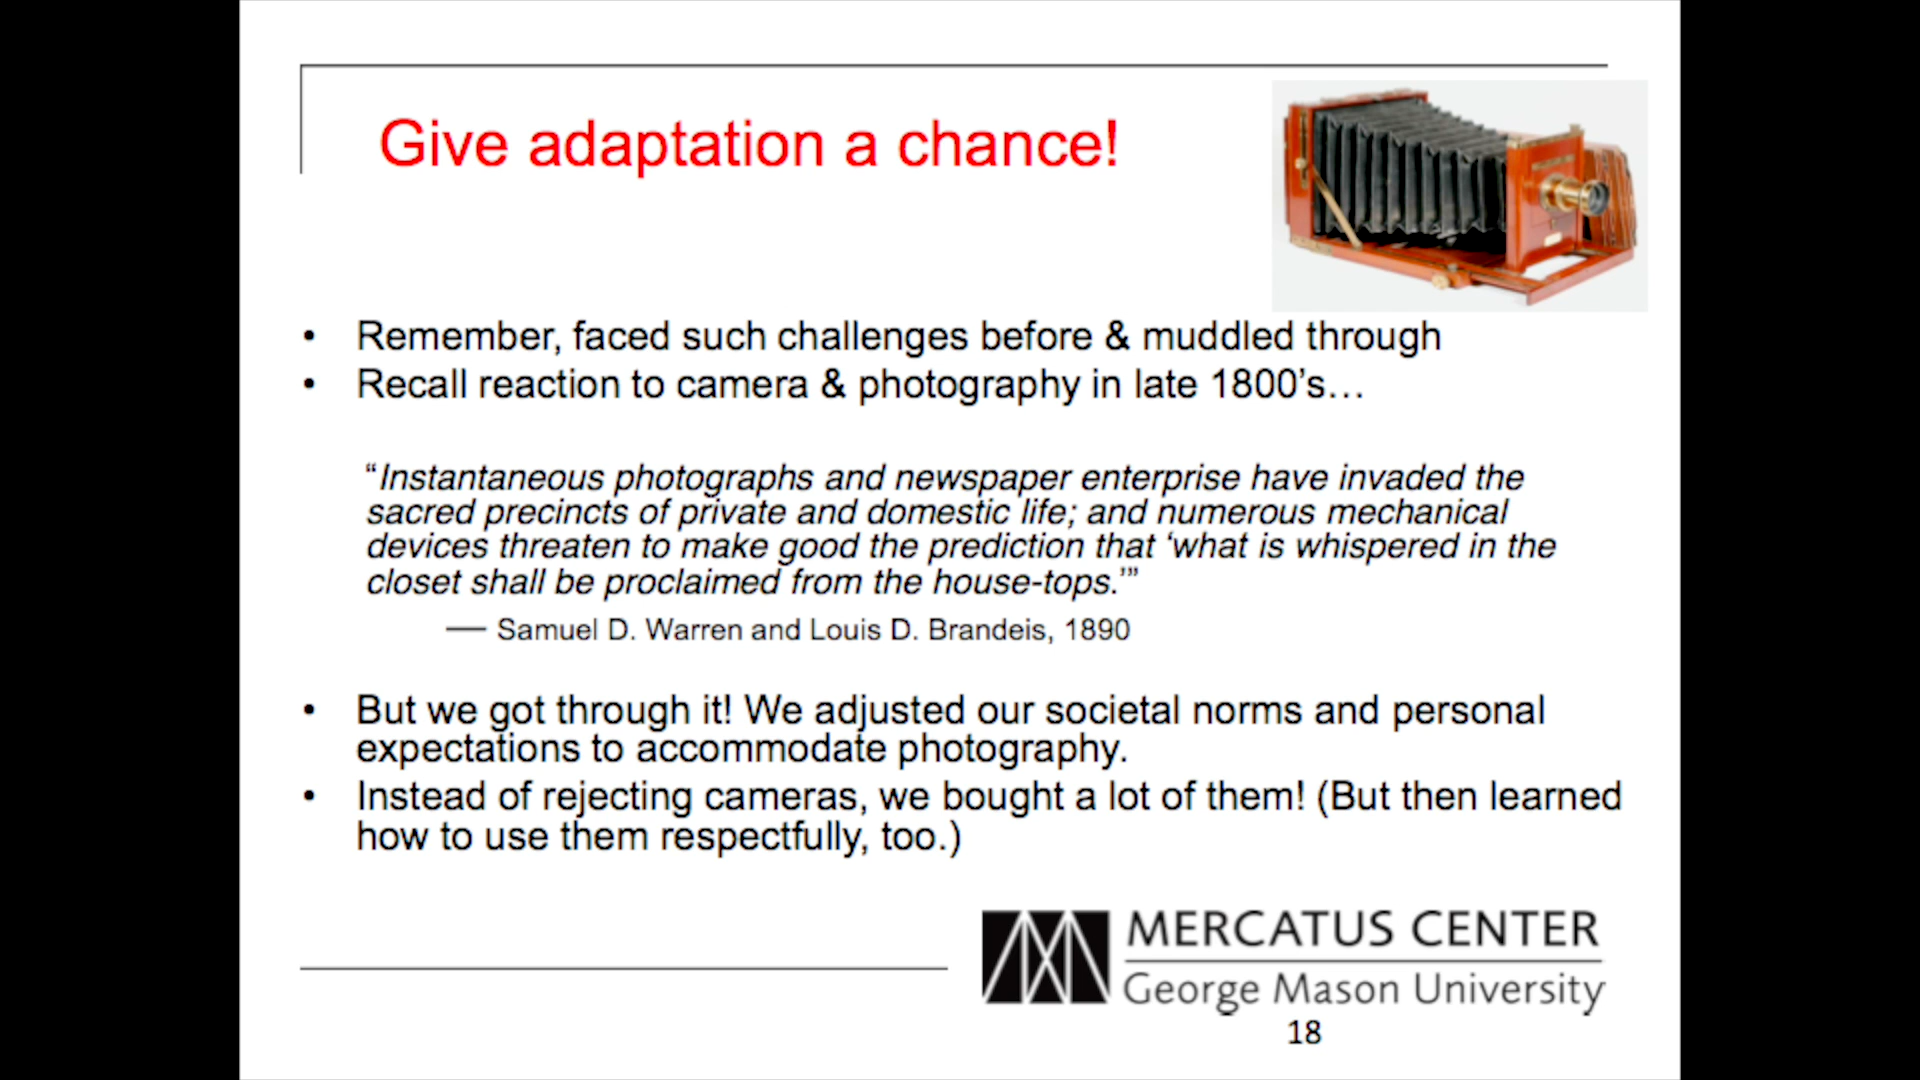 Give adaptation a chance!
• Remember, faced such challenges before & muddled through
• Recall reaction to camera & photography in late 1800’s…
“Instantaneous photographs and newspaper enterprise have invaded the
sacred precincts of private and domestic life; and numerous mechanical
devices threaten to make good the prediction that ‘what is whispered in the
closet shall be proclaimed from the house-tops.’”
— Samuel D. Warren and Louis D. Brandeis, 1890
• But we got through it! We adjusted our societal norms and personal
expectations to accommodate photography.
• Instead of rejecting cameras, we bought a lot of them! (But then learned
how to use them respectfully, too.)
MERCATUS CENTER
George Mason University
18